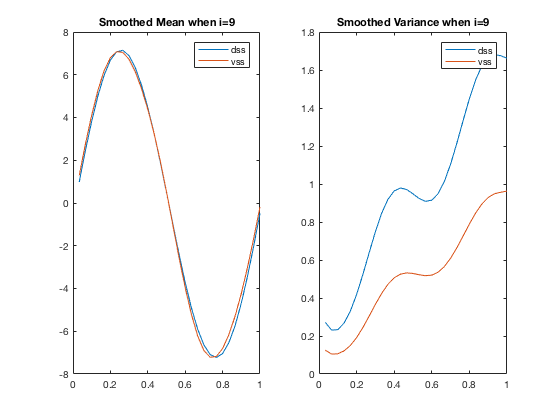 Smoothed Mean when i=9
8
6
4
2
0
-2
-4
-6
-8
0 0.2 0.4 0.6 0.8 1
dss
vss
Smoothed Variance when i=9
1.8
1.6
1.4
1.2
1
0.8
0.6
0.4
0.2
0
0 0.2 0.4 0.6 0.8 1
dss
vss